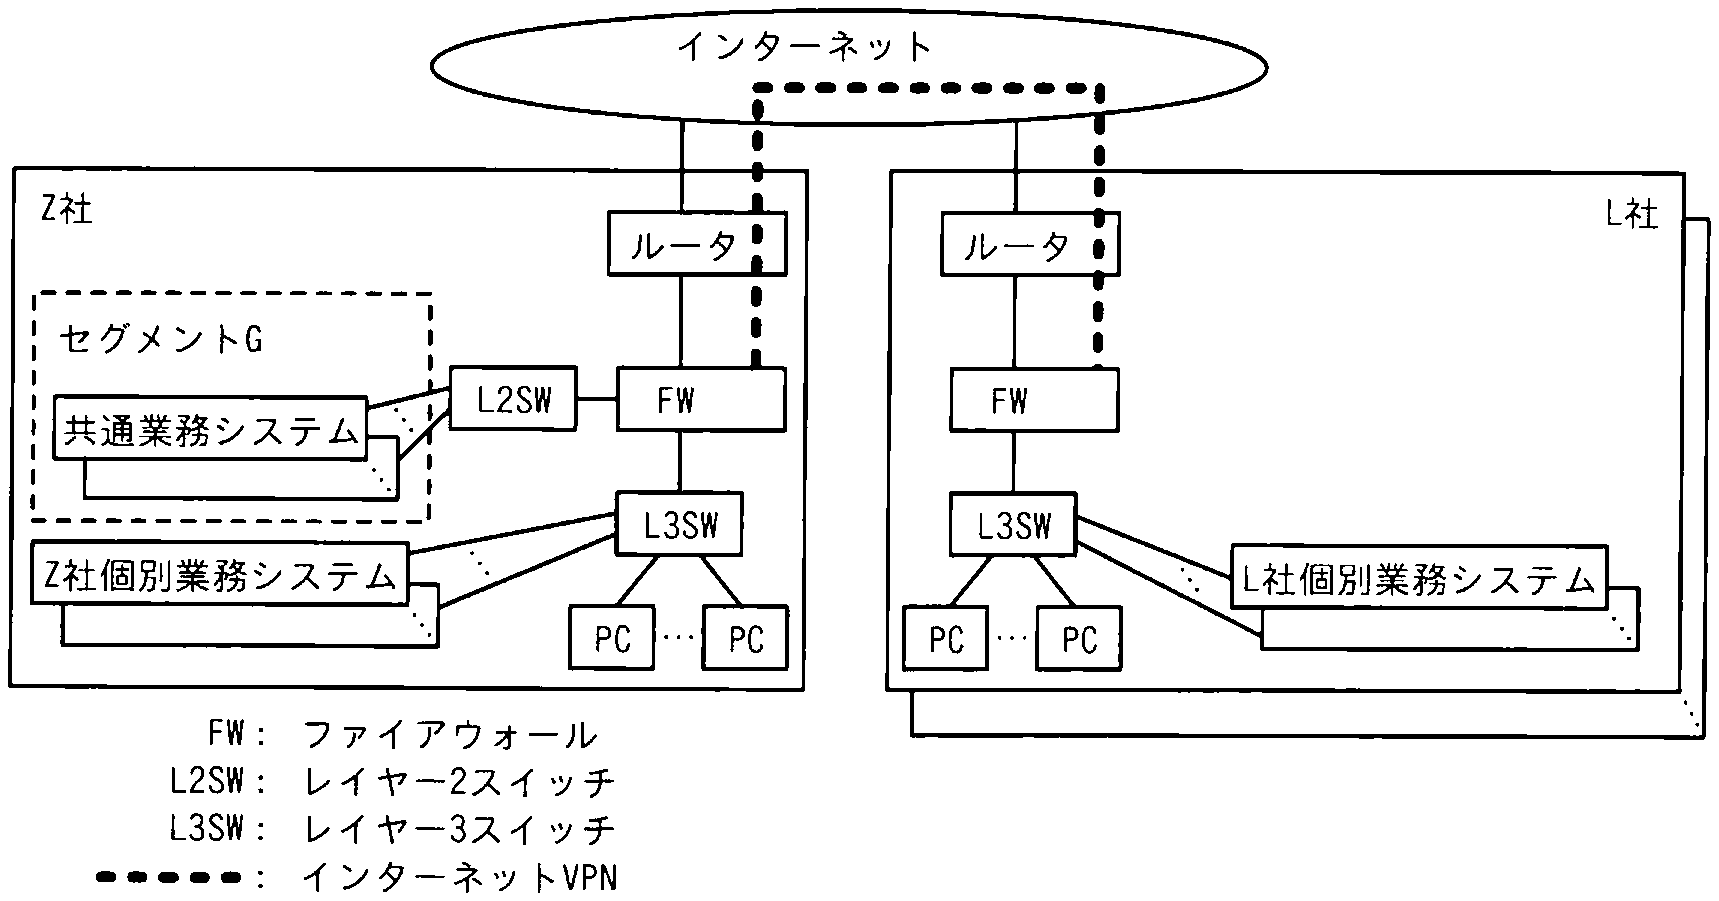 インターネット
Z社
L社
ルータ
ルータ
セグメントG
共通業務システム
L2SW
FW
FW
L3SW
L3SW
Z社個別業務システム
L社個別業務システム
PC
PC
PC
PC
FW: ファイアウォール
L2SW: レイヤー2スイッチ
L3SW: レイヤー3スイッチ
: インターネットVPN